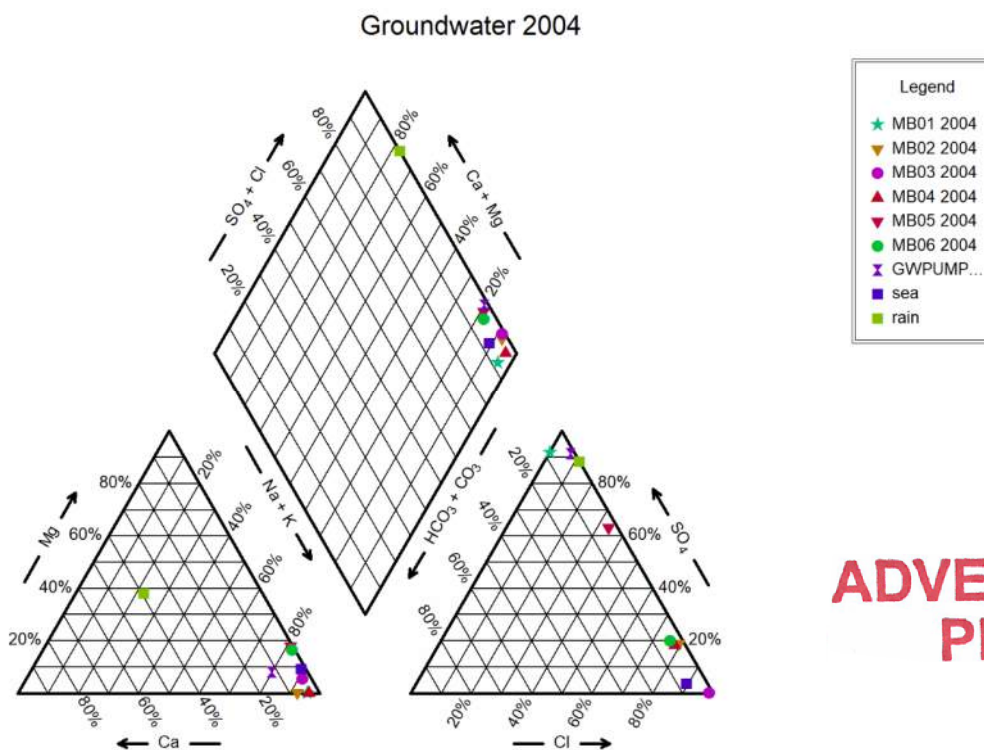 Groundwater 2004
Legend
MB01 2004
MB02 2004
MB03 2004
MB04 2004
MB05 2004
MB06 2004
GWPUMP...
sea
rain
80%
60%
40%
20%
SO₄ + Cl
80%
60%
40%
20%
Ca + Mg
Na + K
HCO₃ + CO₃
80%
60%
40%
20%
Mg
20%
40%
60%
80%
80%
60%
40%
20%
Ca
20%
40%
60%
80%
80%
60%
40%
20%
SO₄
20%
40%
60%
80%
Cl
ADVE